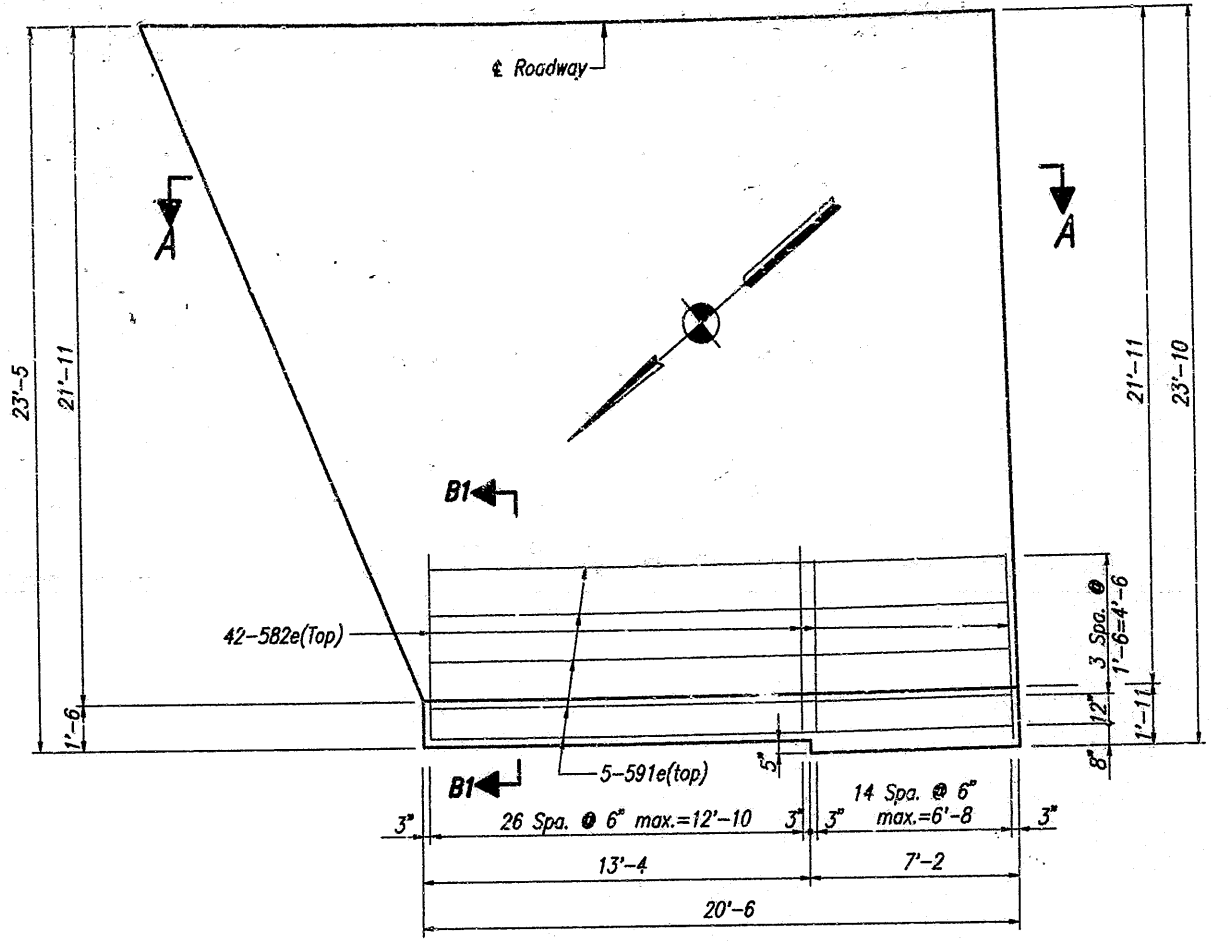 ℄ Roadway
A
A
23'-5
21'-11
21'-11
23'-10
B1
42-582e(Top)
3 Spa. @
1'-6=4'-6
1'-6
12"
1'-11
8"
5"
5-591e(top)
B1
3"
26 Spa. @ 6" max.=12'-10
3"
3"
14 Spa. @ 6"
max.=6'-8
3"
13'-4
7'-2
20'-6